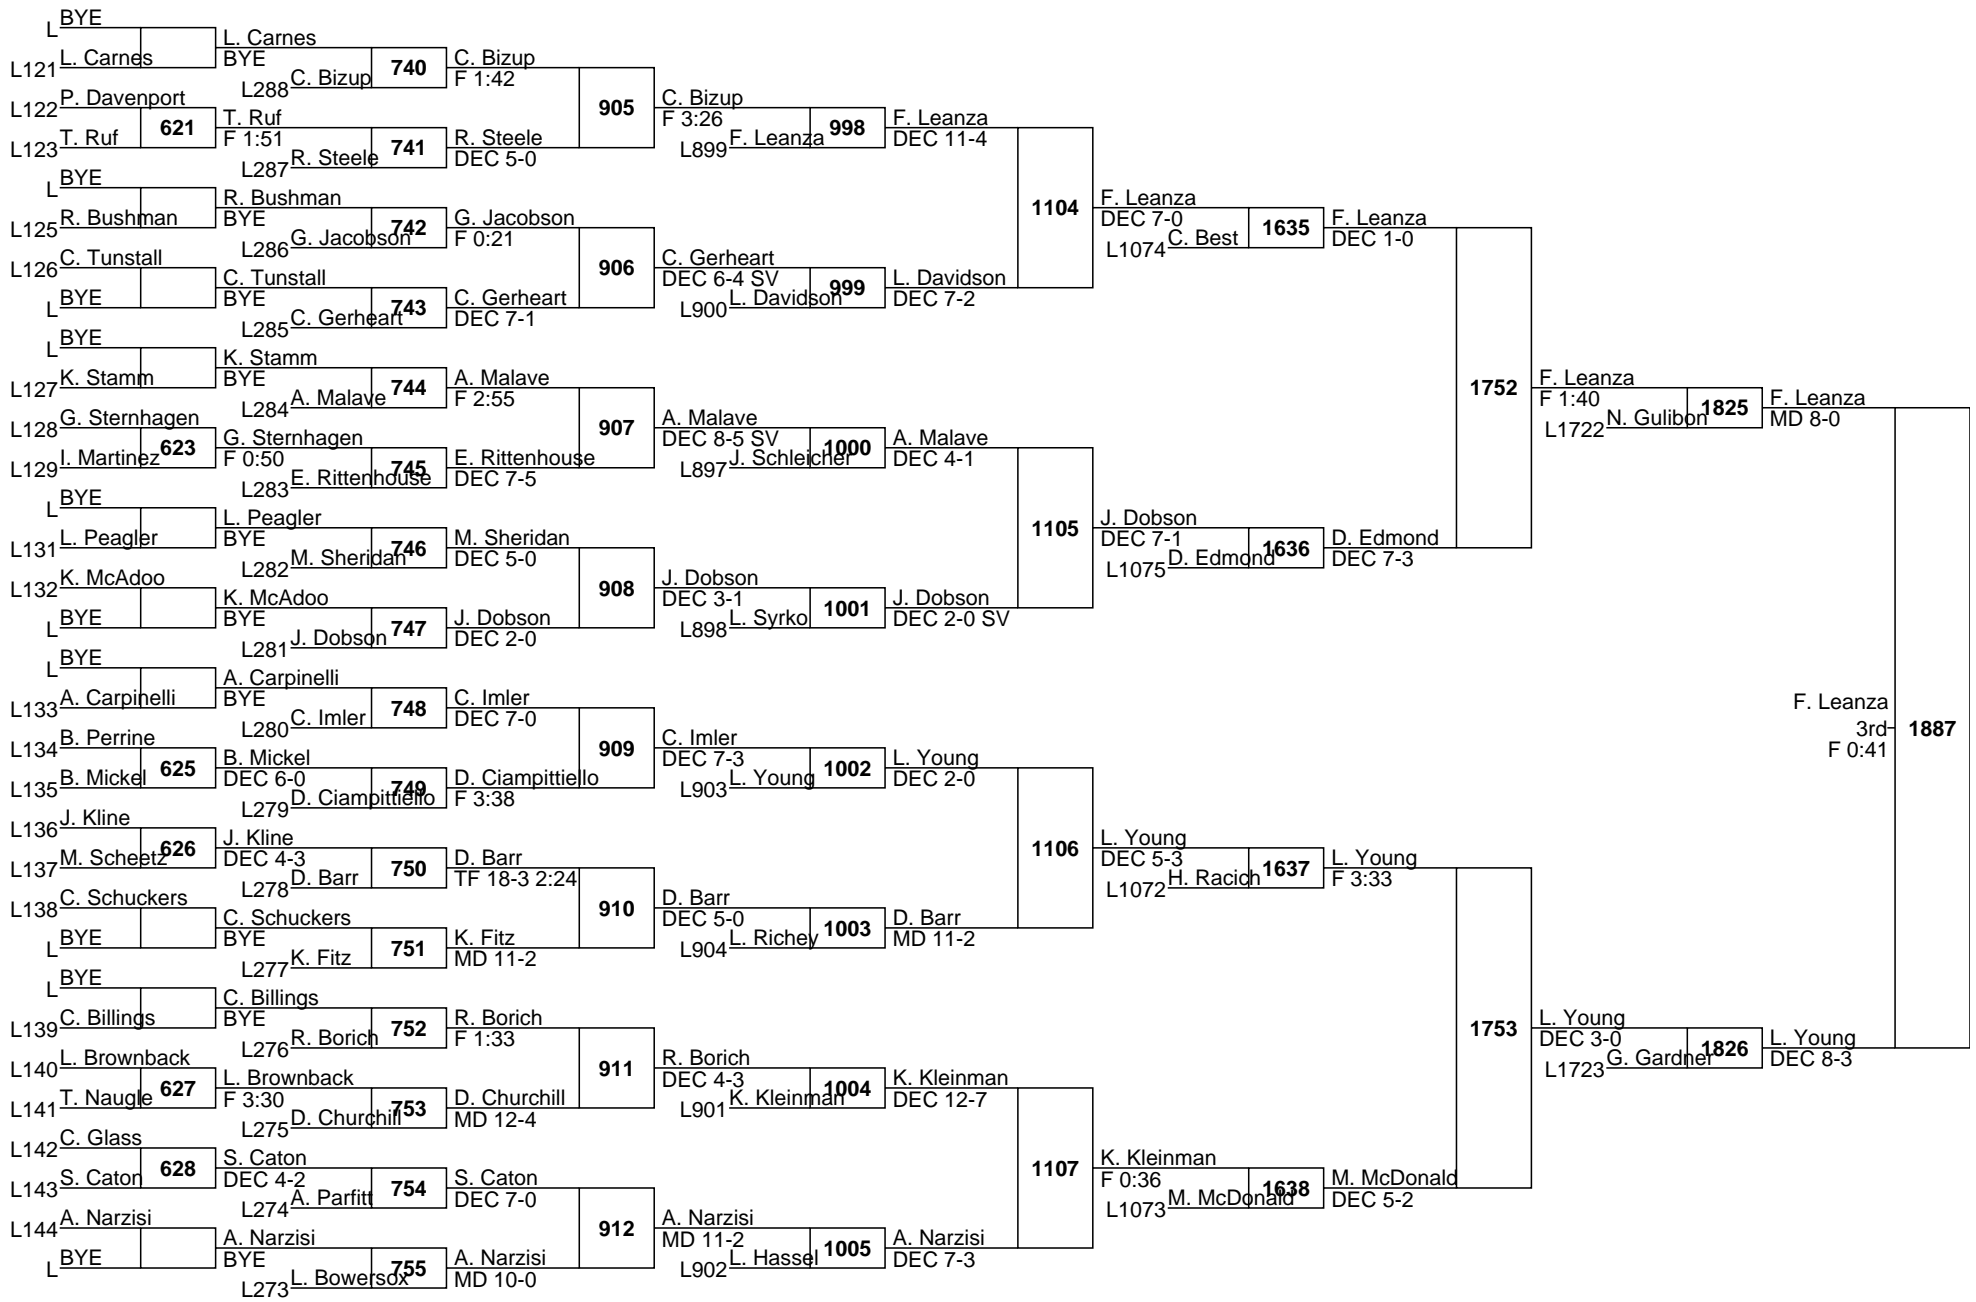 BYE
L
L. Carnes
L121 L. Carnes
BYE
740
C. Bizup
L288 C. Bizup
F 1:42
L122 P. Davenport
905
C. Bizup
621
T. Ruf
F 3:26
998
F. Leanza
L123 T. Ruf
F 1:51
741
R. Steele
L899 F. Leanza
DEC 11-4
L287 R. Steele
DEC 5-0
BYE
L
R. Bushman
1104
F. Leanza
L125 R. Bushman
BYE
742
G. Jacobson
DEC 7-0
1635
F. Leanza
L286 G. Jacobson
F 0:21
L1074 C. Best
DEC 1-0
L126 C. Tunstall
906
C. Gerheart
C. Tunstall
DEC 6-4 SV
999
L. Davidson
BYE
L
BYE
743
C. Gerheart
L900 L. Davidson
DEC 7-2
L285 C. Gerheart
DEC 7-1
BYE
L
K. Stamm
L127 K. Stamm
BYE
744
A. Malave
1752
F. Leanza
L284 A. Malave
F 2:55
F 1:40
1825
F. Leanza
L128 G. Sternhagen
907
A. Malave
L1722 N. Gulibon
MD 8-0
623
G. Sternhagen
DEC 8-5 SV
1000
A. Malave
L129 I. Martinez
F 0:50
745
E. Rittenhouse
L897 J. Schleicher
DEC 4-1
L283 E. Rittenhouse
DEC 7-5
BYE
L
L. Peagler
1105
J. Dobson
L131 L. Peagler
BYE
746
M. Sheridan
DEC 7-1
1636
D. Edmond
L282 M. Sheridan
DEC 5-0
L1075 D. Edmond
DEC 7-3
L132 K. McAdoo
908
J. Dobson
K. McAdoo
DEC 3-1
1001
J. Dobson
BYE
L
BYE
747
J. Dobson
L898 L. Syrko
DEC 2-0 SV
L281 J. Dobson
DEC 2-0
BYE
L
A. Carpinelli
L133 A. Carpinelli
BYE
748
C. Imler
F. Leanza
L280 C. Imler
DEC 7-0
3rd
1887
L134 B. Perrine
909
C. Imler
F 0:41
625
B. Mickel
DEC 7-3
1002
L. Young
L135 B. Mickel
DEC 6-0
749
D. Ciampittiello
L903 L. Young
DEC 2-0
L279 D. Ciampittiello
F 3:38
L136 J. Kline
626
J. Kline
1106
L. Young
L137 M. Scheetz
DEC 4-3
750
D. Barr
DEC 5-3
1637
L. Young
L278 D. Barr
TF 18-3 2:24
L1072 H. Racich
F 3:33
L138 C. Schuckers
910
D. Barr
C. Schuckers
DEC 5-0
1003
D. Barr
BYE
L
BYE
751
K. Fitz
L904 L. Richey
MD 11-2
L277 K. Fitz
MD 11-2
BYE
L
C. Billings
L139 C. Billings
BYE
752
R. Borich
1753
L. Young
L276 R. Borich
F 1:33
DEC 3-0
1826
L. Young
L140 L. Brownback
911
R. Borich
L1723 G. Gardner
DEC 8-3
627
L. Brownback
DEC 4-3
1004
K. Kleinman
L141 T. Naugle
F 3:30
753
D. Churchill
L901 K. Kleinman
DEC 12-7
L275 D. Churchill
MD 12-4
L142 C. Glass
628
S. Caton
1107
K. Kleinman
L143 S. Caton
DEC 4-2
754
S. Caton
F 0:36
1638
M. McDonald
L274 A. Parfitt
DEC 7-0
L1073 M. McDonald
DEC 5-2
L144 A. Narzisi
912
A. Narzisi
A. Narzisi
MD 11-2
1005
A. Narzisi
BYE
L
BYE
755
A. Narzisi
L902 L. Hassel
DEC 7-3
L273 L. Bowersox
MD 10-0